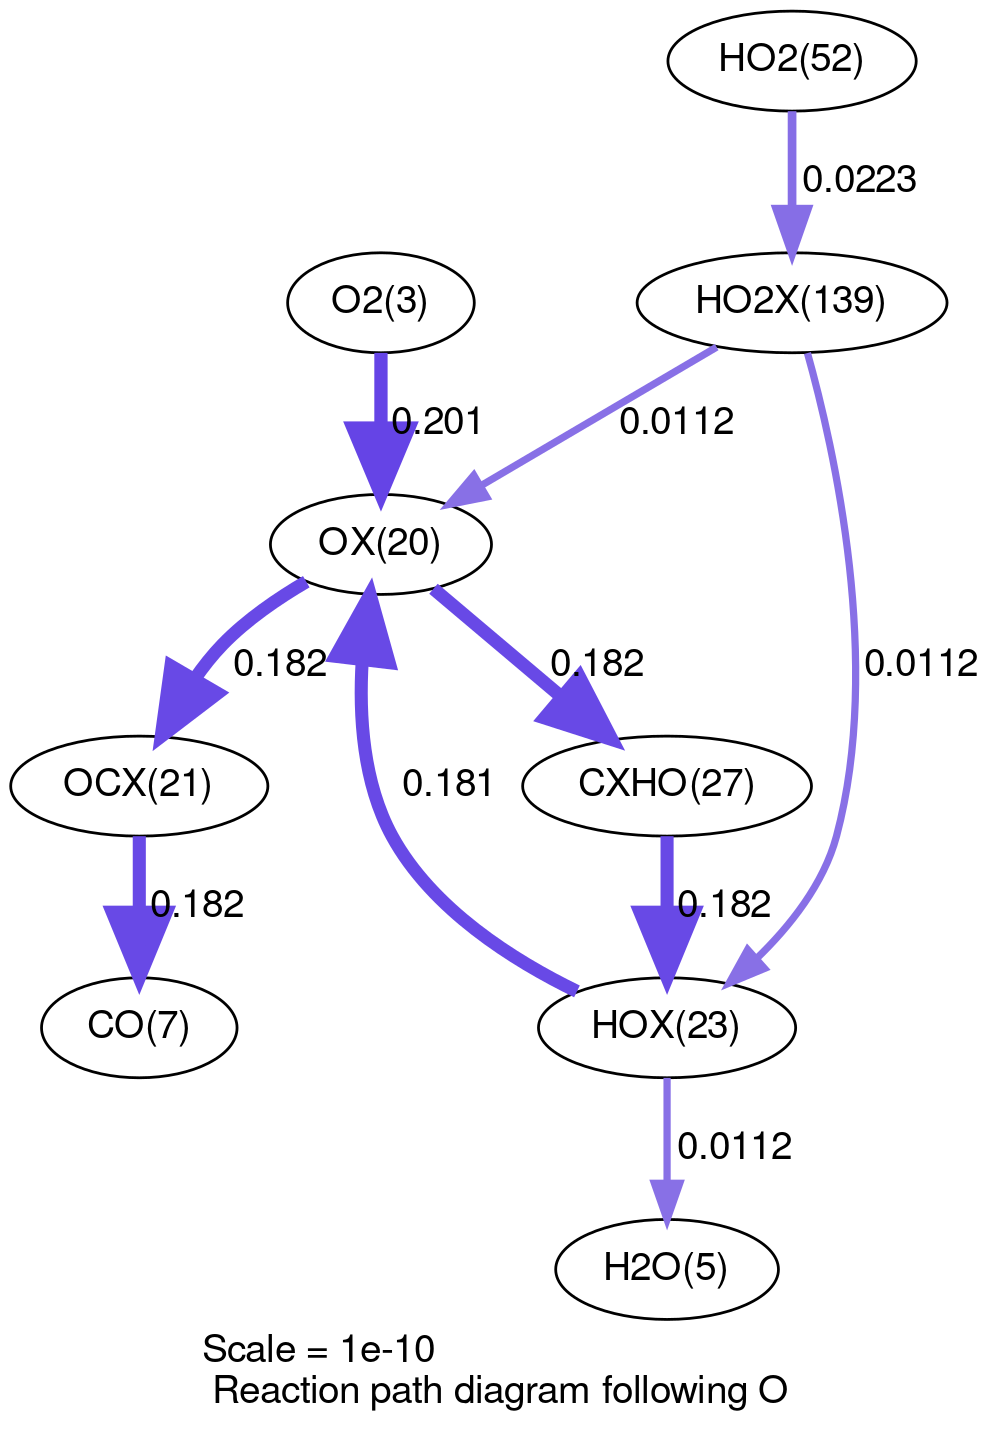 HO2(52)
0.0223
O2(3)
HO2X(139)
0.201
0.0112
OX(20)
0.182
0.182
0.0112
OCX(21)
0.181
CXHO(27)
0.182
0.182
CO(7)
HOX(23)
0.0112
H2O(5)
Scale = 1e-10
Reaction path diagram following O